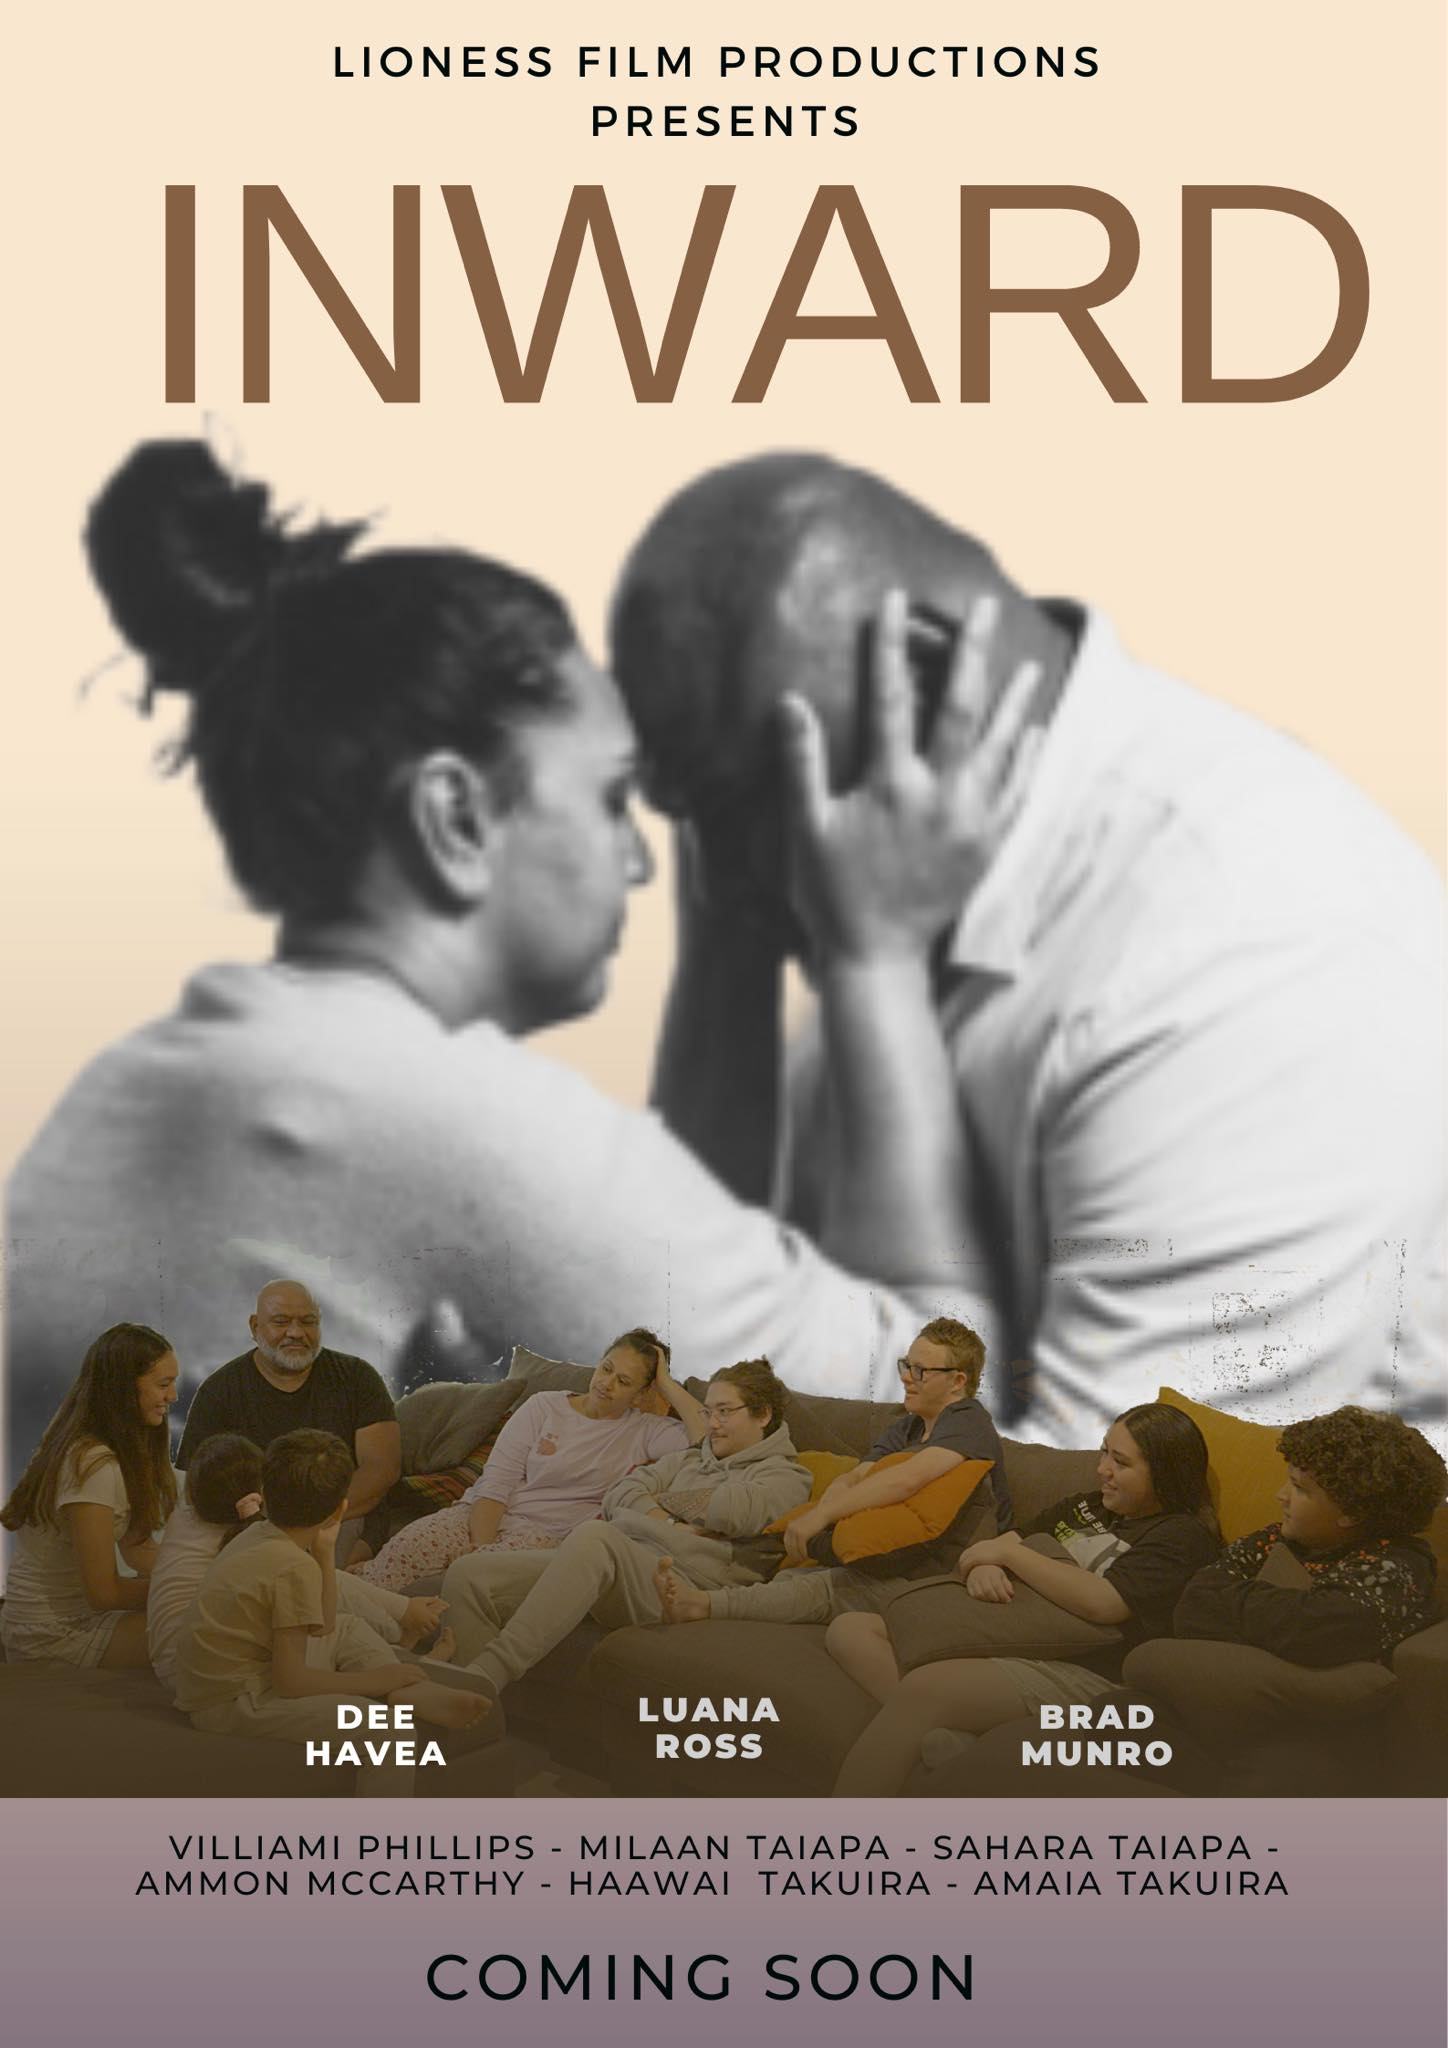 LIONESS FILM PRODUCTIONS
PRESENTS
INWARD
DEE
HAVEA
LUANA
ROSS
BRAD
MUNRO
VILLIAMI PHILLIPS - MILAAN TAIAPA - SAHARA TAIAPA -
AMMON MCCARTHY - HAAWAI TAKUIRA - AMAIA TAKUIRA
COMING SOON